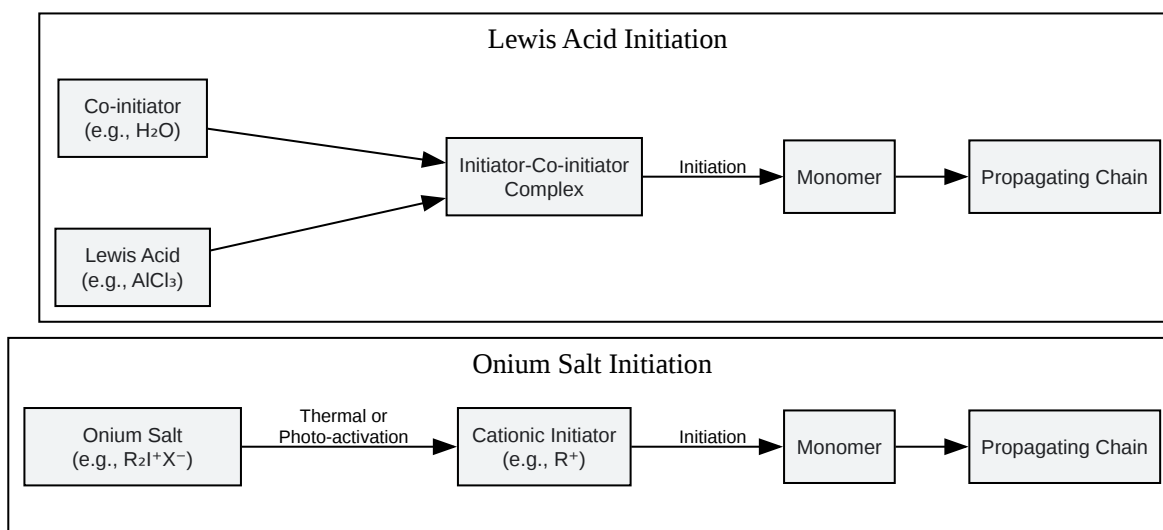 Lewis Acid Initiation
Co-initiator
(e.g., H₂O)
Lewis Acid
(e.g., AlCl₃)
Initiator-Co-initiator
Complex
Initiation
Monomer
Propagating Chain
Onium Salt Initiation
Onium Salt
(e.g., R₂I⁺X⁻)
Thermal or
Photo-activation
Cationic Initiator
(e.g., R⁺)
Initiation
Monomer
Propagating Chain